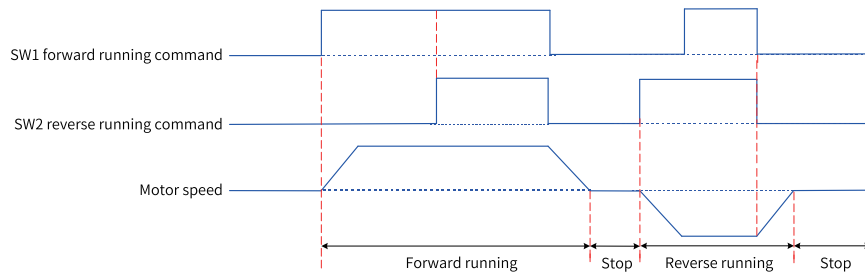 SW1 forward running command
SW2 reverse running command
Motor speed
Forward running
Stop
Reverse running
Stop